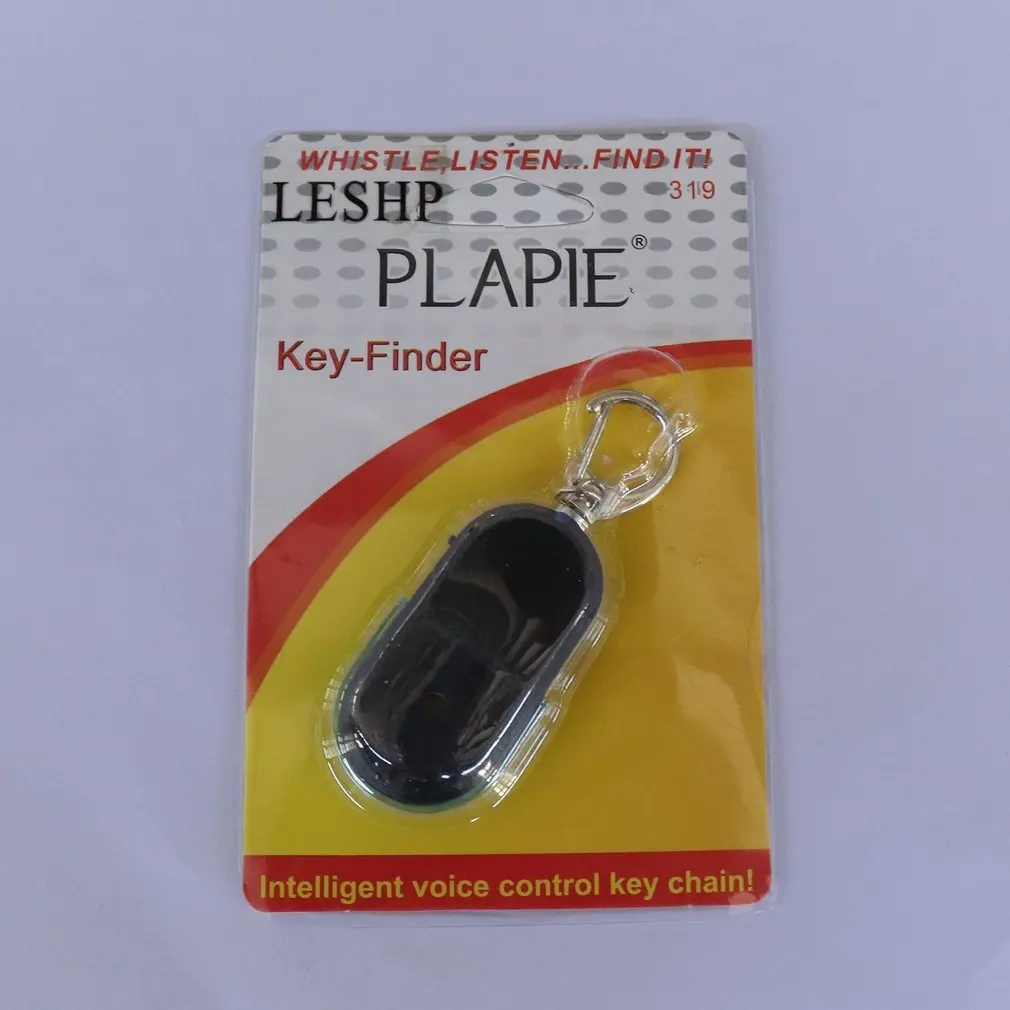 WHISTLE,LISTEN...FIND IT!
319
LESHP
PLAPIE®
Key-Finder
Intelligent voice control key chain!